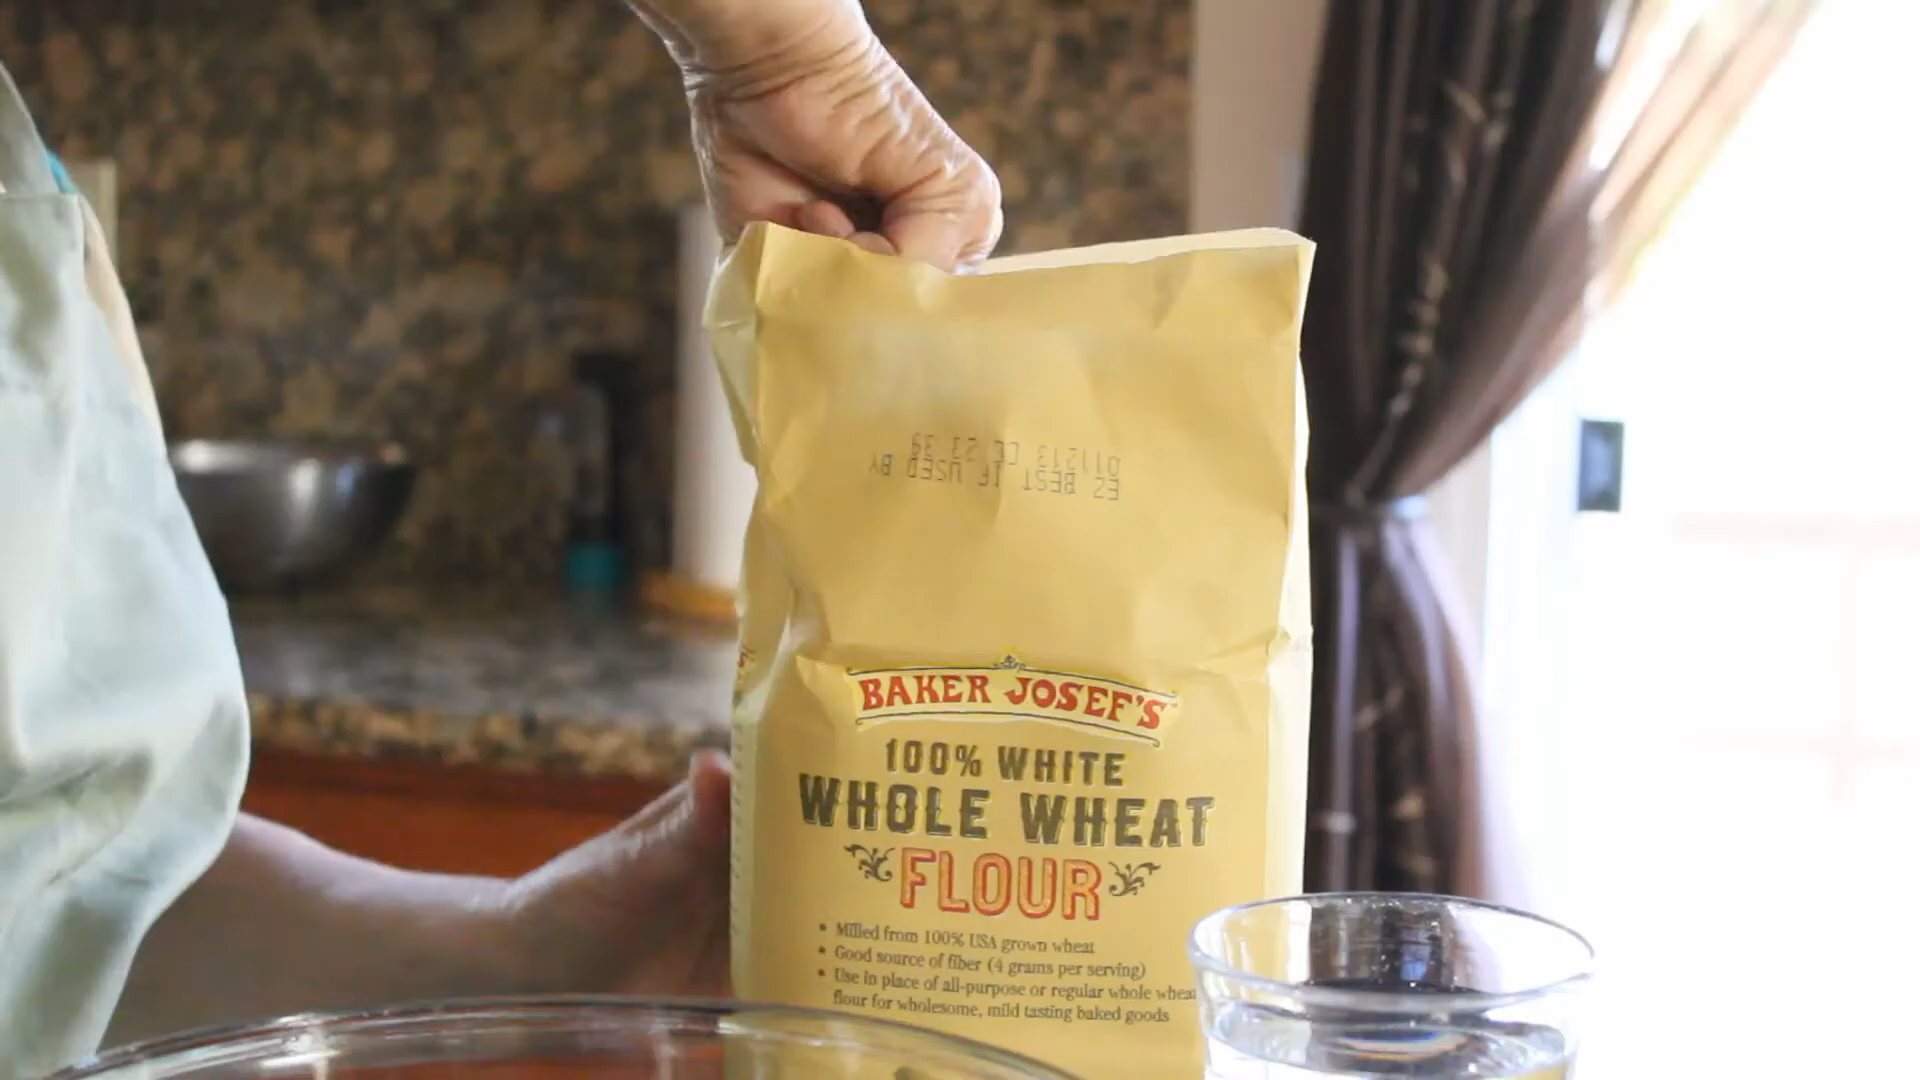 EZ BEST IF USED BY
011213 CC 23 39
BAKER JOSEF'S
100% WHITE
WHOLE WHEAT
FLOUR
• Milled from 100% USA grown wheat
• Good source of fiber (4 grams per serving)
• Use in place of all-purpose or regular whole wheat
flour for wholesome, mild tasting baked goods